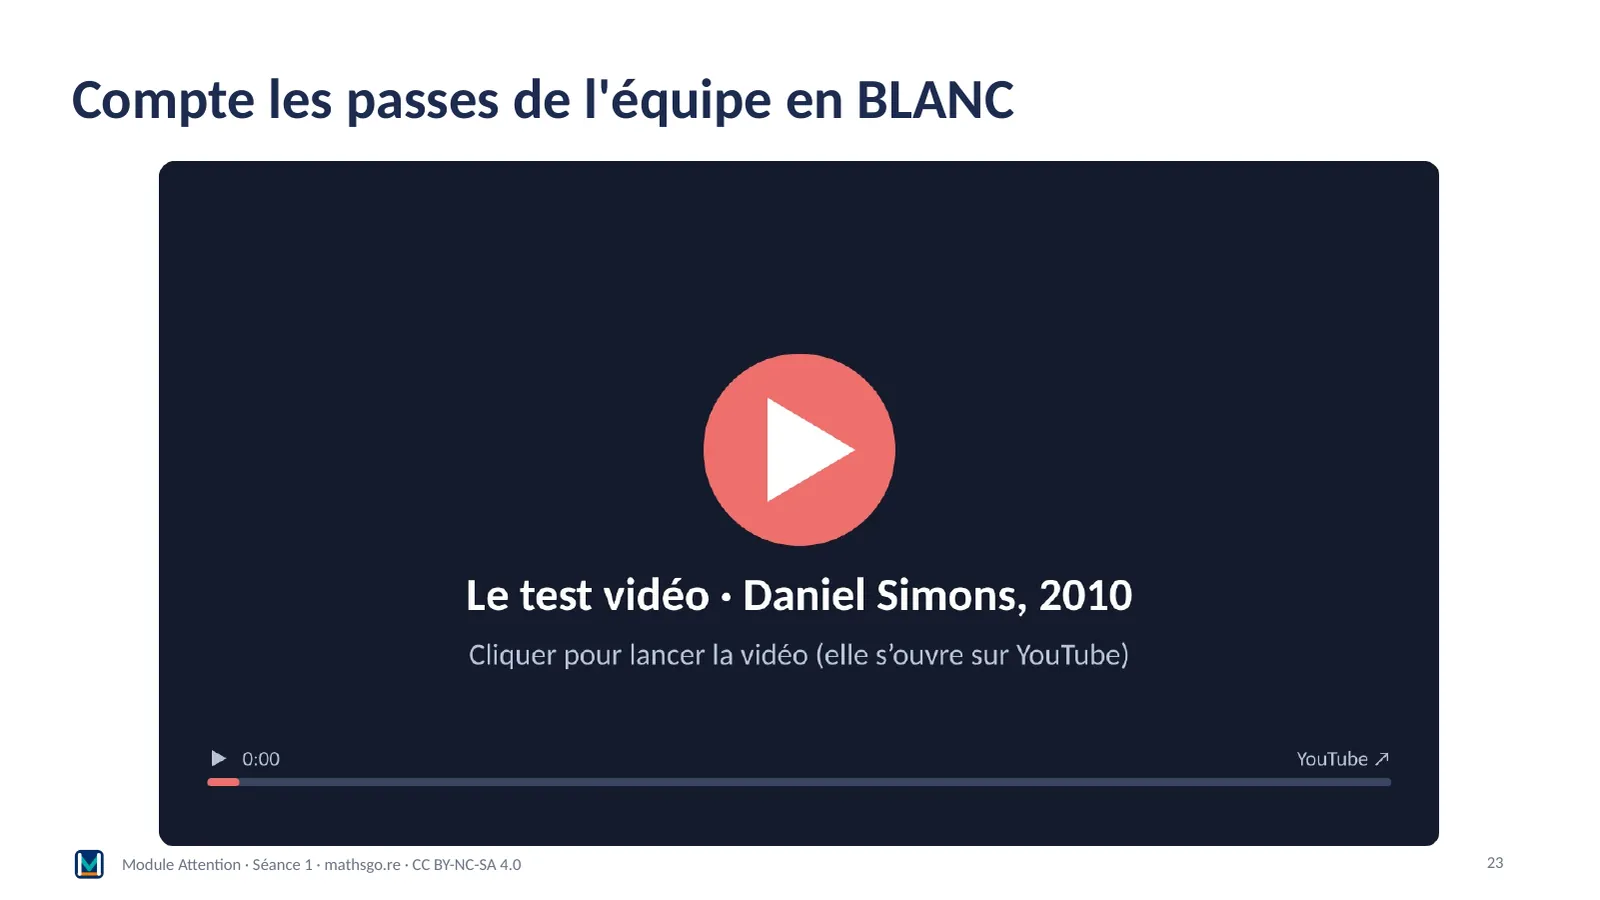 Compte les passes de l'équipe en BLANC
Le test vidéo · Daniel Simons, 2010
Cliquer pour lancer la vidéo (elle s’ouvre sur YouTube)
0:00
YouTube ↗
Module Attention · Séance 1 · mathsgo.re · CC BY-NC-SA 4.0
23